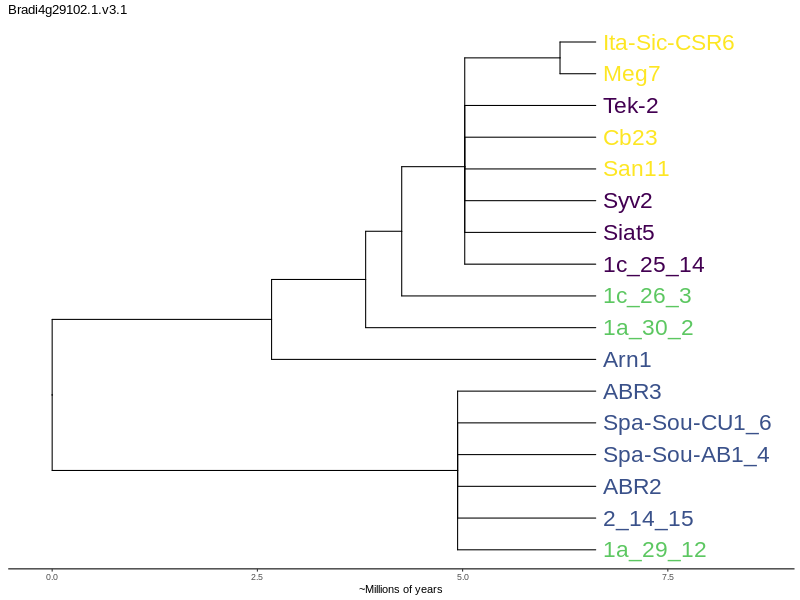 Bradi4g29102.1.v3.1
Ita-Sic-CSR6
Meg7
Tek-2
Cb23
San11
Syv2
Siat5
1c_25_14
1c_26_3
1a_30_2
Arn1
ABR3
Spa-Sou-CU1_6
Spa-Sou-AB1_4
ABR2
2_14_15
1a_29_12
0.0 2.5 5.0 7.5
~Millions of years